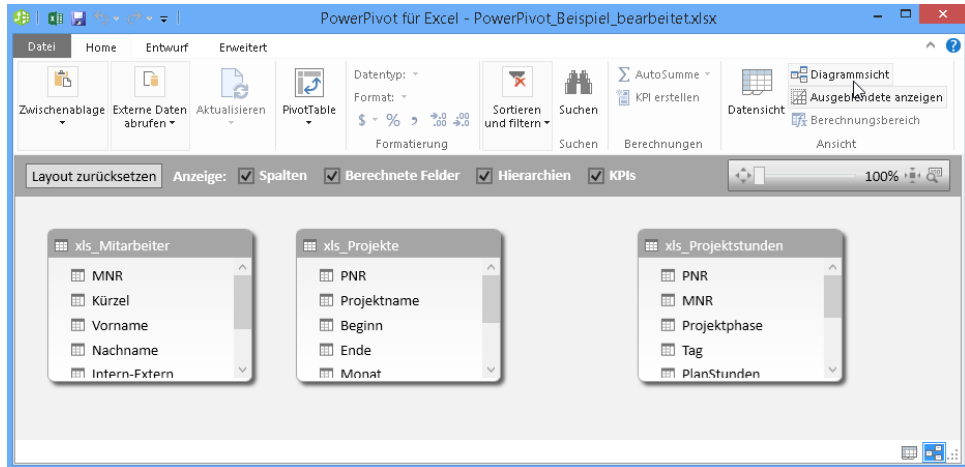 PowerPivot für Excel - PowerPivot_Beispiel_bearbeitet.xlsx
Datei Home Entwurf Erweitert
Zwischenablage
Externe Daten
abrufen
Aktualisieren
PivotTable
Datentyp:
Format:
$ % 
Formatierung
Sortieren
und filtern
Suchen
Suchen
AutoSumme
KPI erstellen
Berechnungen
Datensicht
Diagrammsicht
Ausgeblendete anzeigen
Berechnungsbereich
Ansicht
Layout zurücksetzen Anzeige: Spalten Berechnete Felder Hierarchien KPIs 100%
xls_Mitarbeiter
MNR
Kürzel
Vorname
Nachname
Intern-Extern
xls_Projekte
PNR
Projektname
Beginn
Ende
Monat
xls_Projektstunden
PNR
MNR
Projektphase
Tag
PlanStunden